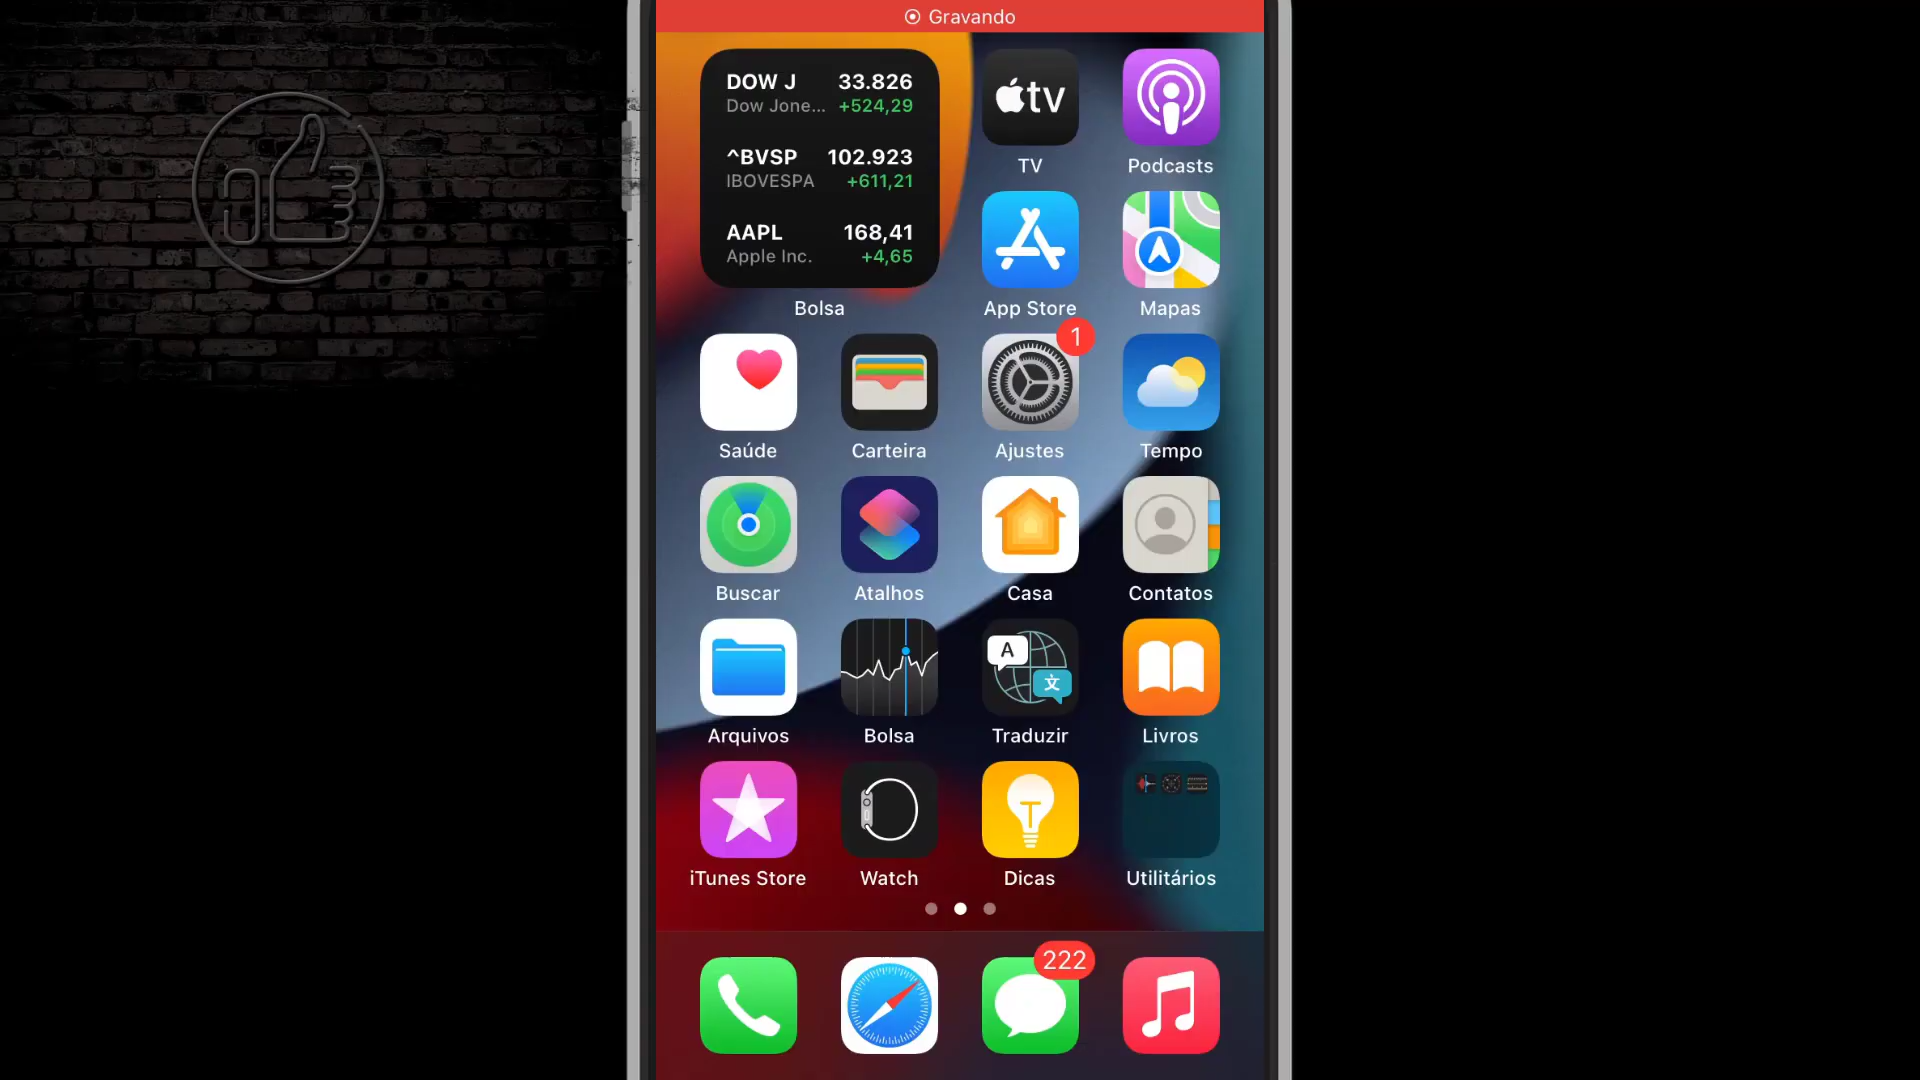 Gravando
DOW J 33.826
Dow Jone... +524,29
^BVSP 102.923
IBOVESPA +611,21
AAPL 168,41
Apple Inc. +4,65
Bolsa
tv
TV
Podcasts
App Store
Mapas
1
Saúde
Carteira
Ajustes
Tempo
Buscar
Atalhos
Casa
Contatos
A
文
Arquivos
Bolsa
Traduzir
Livros
iTunes Store
Watch
Dicas
Utilitários
222